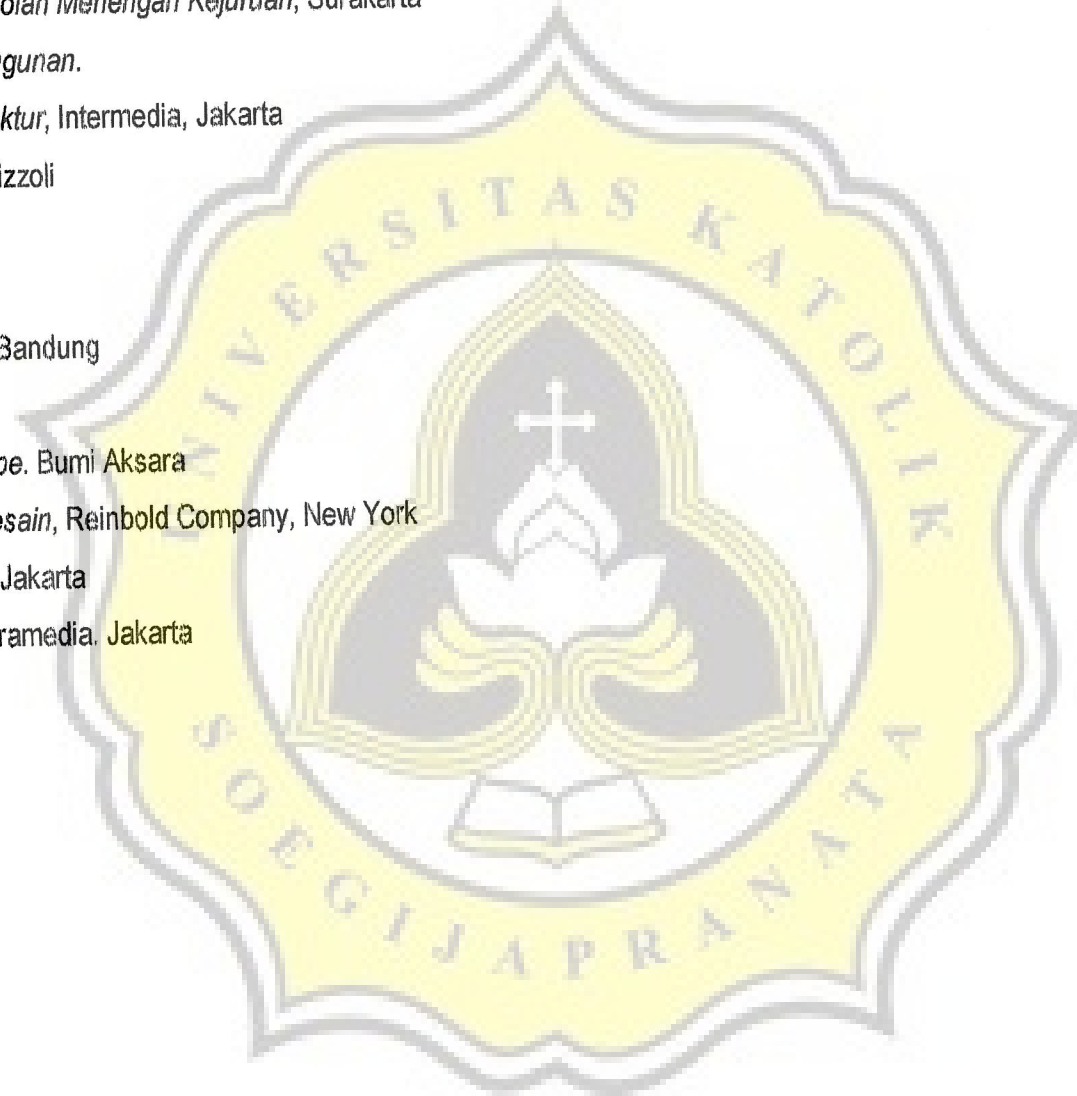 Menengah Kejuruan, Surakarta
gunan.
ktur, Intermedia, Jakarta
izzoli
Bandung
pe. Bumi Aksara
esain, Reinbold Company, New York
Jakarta
ramedia. Jakarta
UNIVERSITAS KATOLIK
SOEGIJAPRANATA